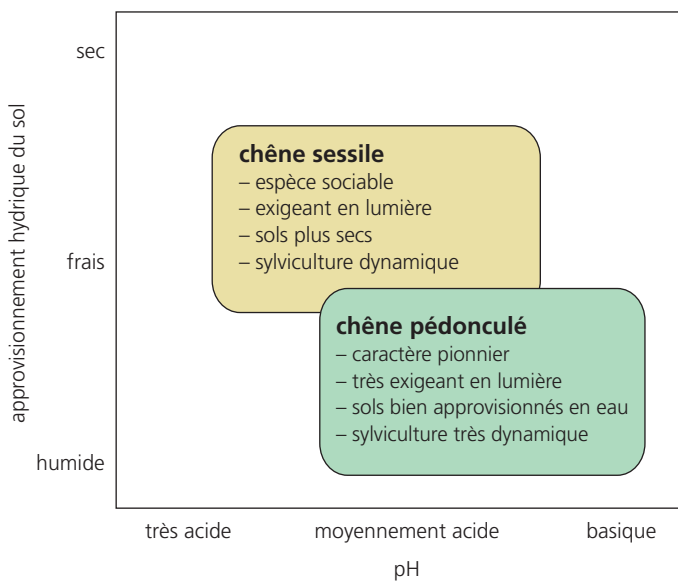 approvisionnement hydrique du sol
sec
frais
humide
chêne sessile
– espèce sociable
– exigeant en lumière
– sols plus secs
– sylviculture dynamique
chêne pédonculé
– caractère pionnier
– très exigeant en lumière
– sols bien approvisionnés en eau
– sylviculture très dynamique
très acide
moyennement acide
basique
pH